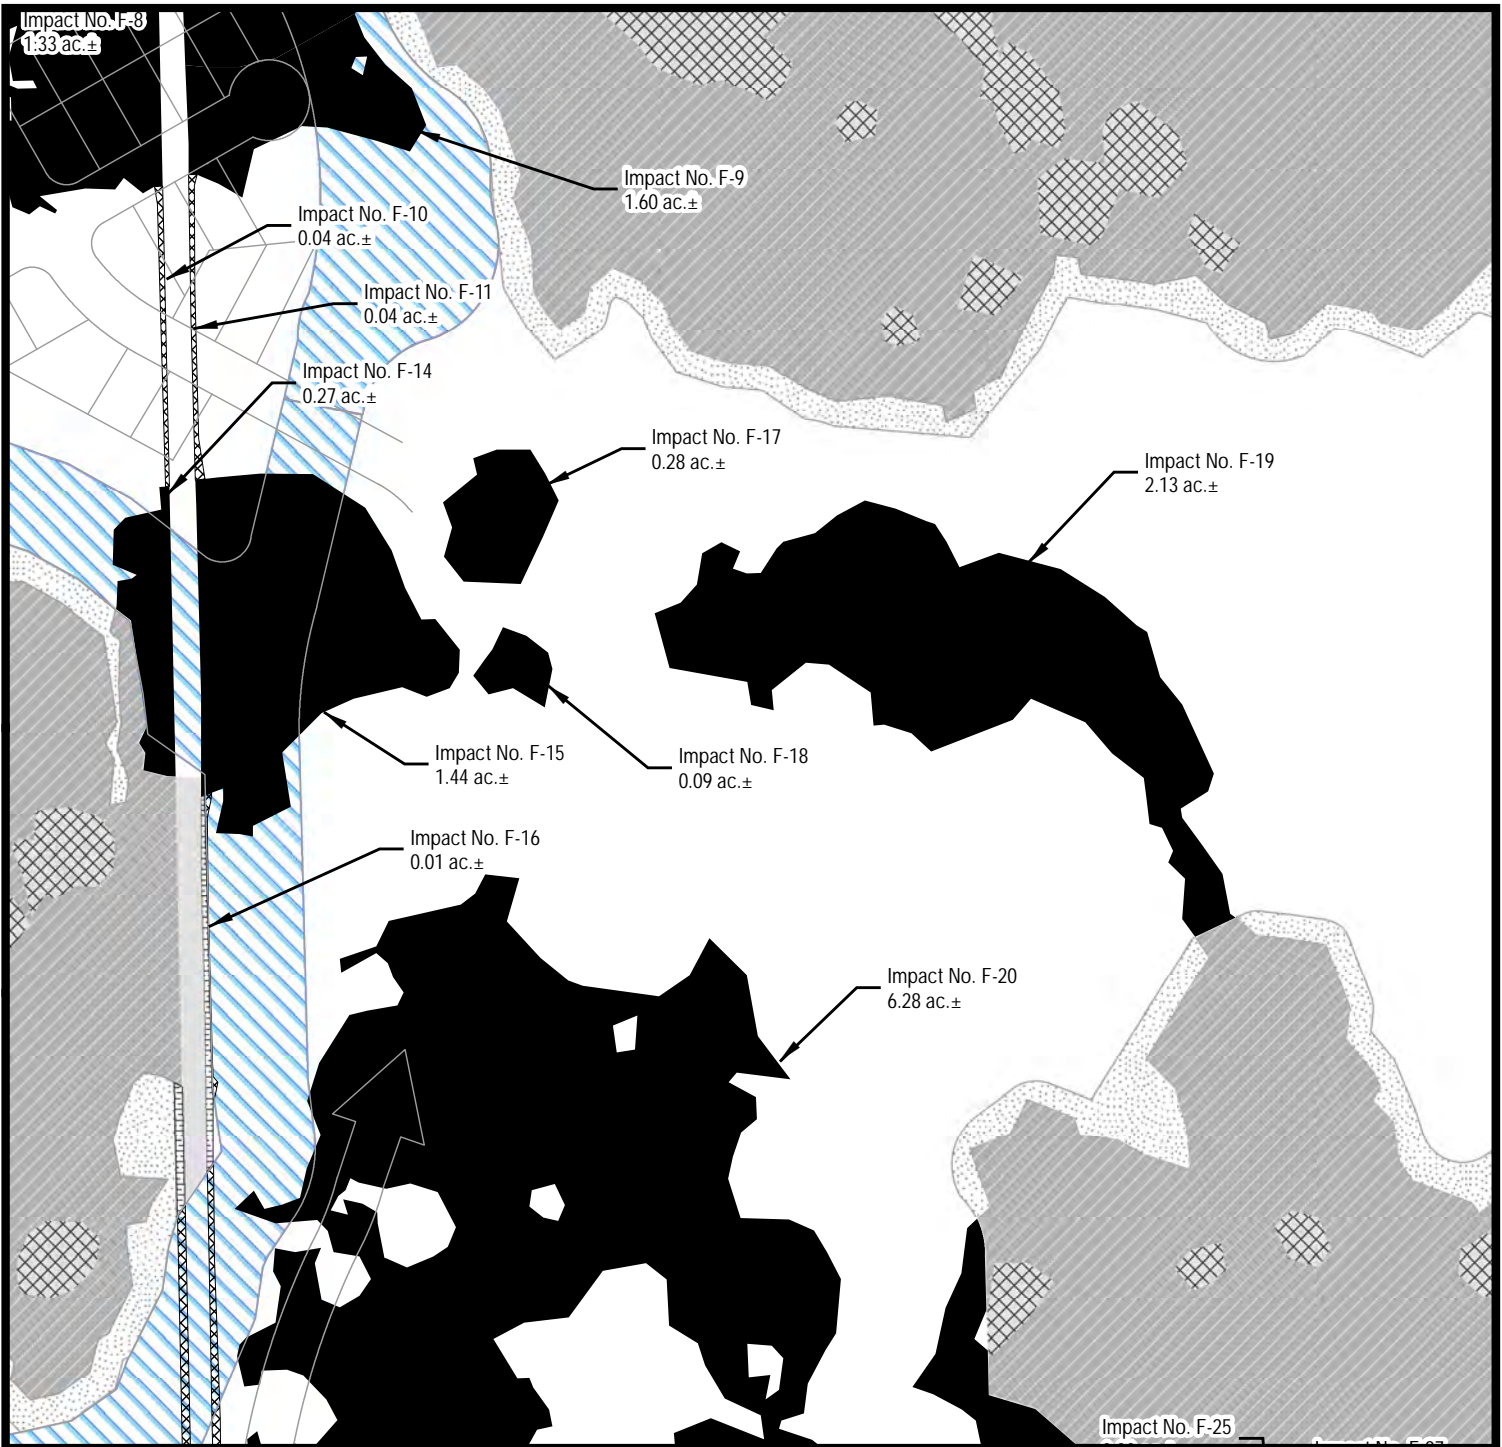 Impact No. F-8
1.33 ac.±
Impact No. F-9
1.60 ac.±
Impact No. F-10
0.04 ac.±
Impact No. F-11
0.04 ac.±
Impact No. F-14
0.27 ac.±
Impact No. F-17
0.28 ac.±
Impact No. F-19
2.13 ac.±
Impact No. F-15
1.44 ac.±
Impact No. F-18
0.09 ac.±
Impact No. F-16
0.01 ac.±
Impact No. F-20
6.28 ac.±
Impact No. F-25